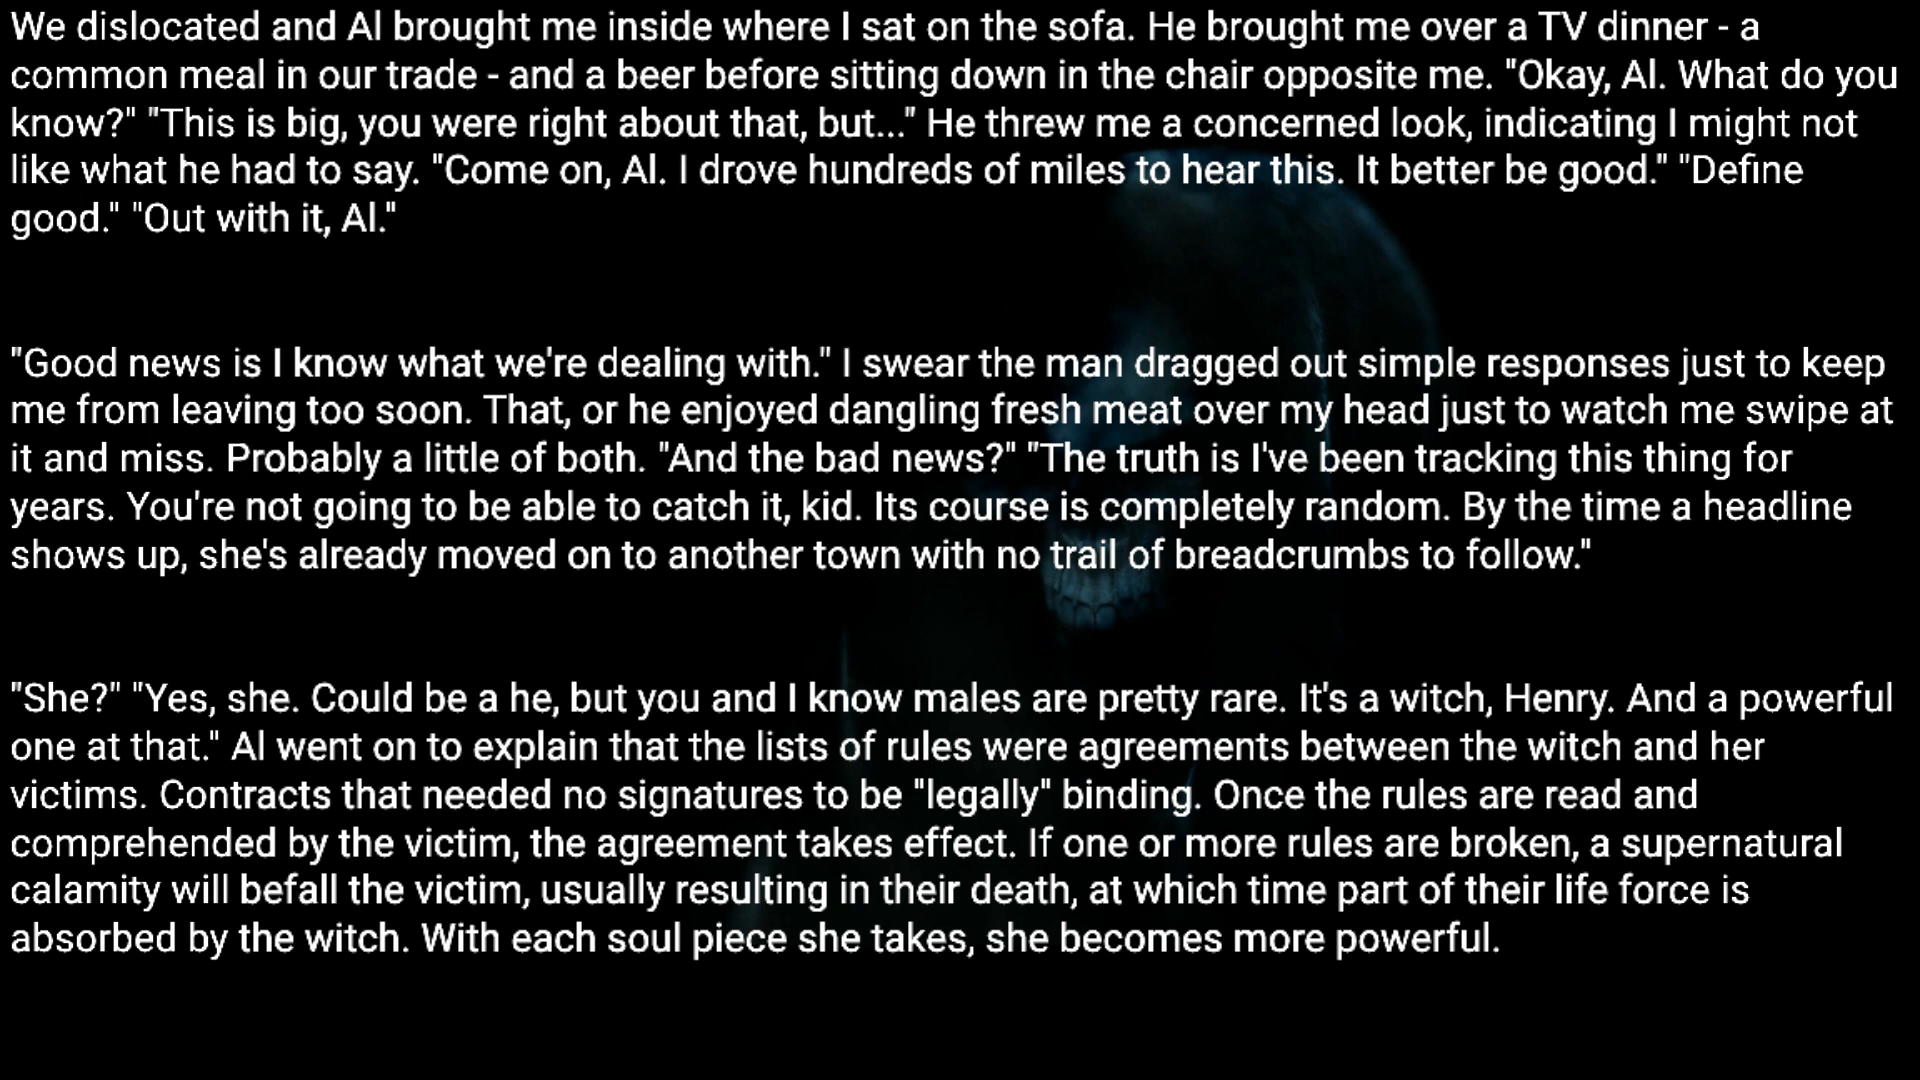 We dislocated and Al brought me inside where I sat on the sofa. He brought me over a TV dinner - a
common meal in our trade - and a beer before sitting down in the chair opposite me. "Okay, Al. What do you
know?" "This is big, you were right about that, but..." He threw me a concerned look, indicating I might not
like what he had to say. "Come on, Al. I drove hundreds of miles to hear this. It better be good." "Define
good." "Out with it, Al."
"Good news is I know what we're dealing with." I swear the man dragged out simple responses just to keep
me from leaving too soon. That, or he enjoyed dangling fresh meat over my head just to watch me swipe at
it and miss. Probably a little of both. "And the bad news?" "The truth is I've been tracking this thing for
years. You're not going to be able to catch it, kid. Its course is completely random. By the time a headline
shows up, she's already moved on to another town with no trail of breadcrumbs to follow."
"She?" "Yes, she. Could be a he, but you and I know males are pretty rare. It's a witch, Henry. And a powerful
one at that." Al went on to explain that the lists of rules were agreements between the witch and her
victims. Contracts that needed no signatures to be "legally" binding. Once the rules are read and
comprehended by the victim, the agreement takes effect. If one or more rules are broken, a supernatural
calamity will befall the victim, usually resulting in their death, at which time part of their life force is
absorbed by the witch. With each soul piece she takes, she becomes more powerful.